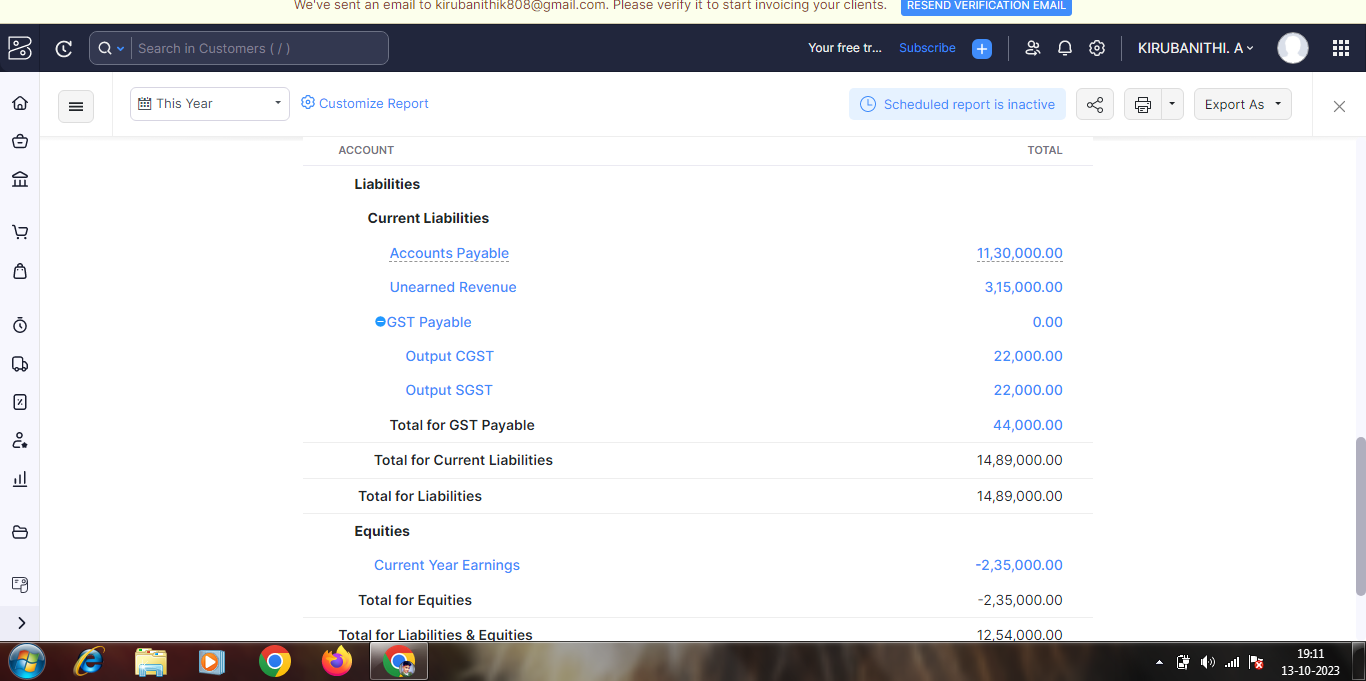 We've sent an email to kirubanithik808@gmail.com. Please verify it to start invoicing your clients. RESEND VERIFICATION EMAIL
Search in Customers ( / ) Your free tr... Subscribe KIRUBANITHI. A
This Year Customize Report Scheduled report is inactive Export As
ACCOUNT TOTAL
Liabilities
Current Liabilities
Accounts Payable 11,30,000.00
Unearned Revenue 3,15,000.00
GST Payable 0.00
Output CGST 22,000.00
Output SGST 22,000.00
Total for GST Payable 44,000.00
Total for Current Liabilities 14,89,000.00
Total for Liabilities 14,89,000.00
Equities
Current Year Earnings -2,35,000.00
Total for Equities -2,35,000.00
Total for Liabilities & Equities 12,54,000.00
19:11
13-10-2023